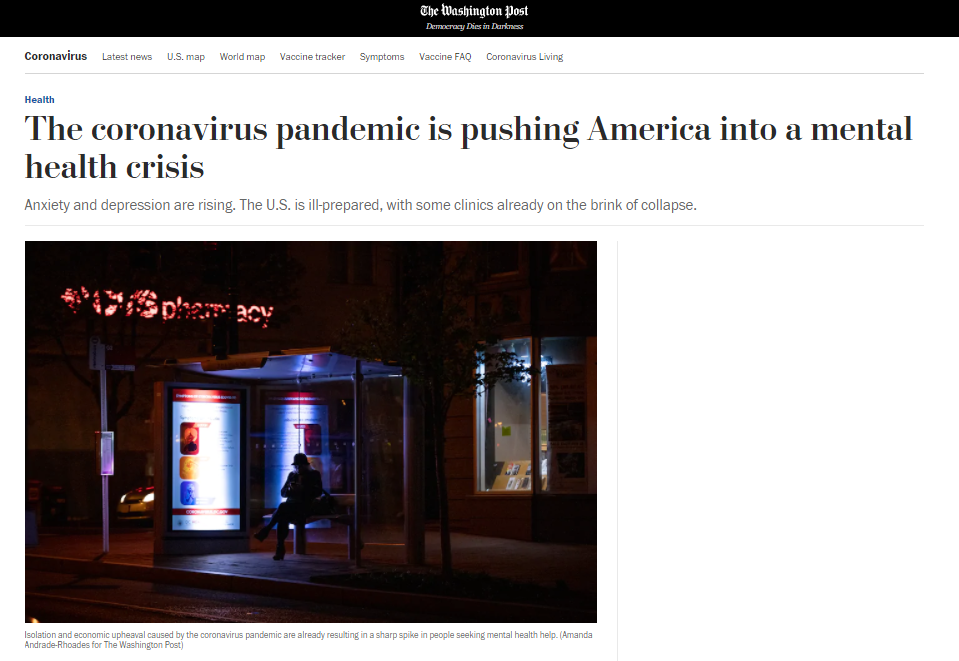 The Washington Post
Democracy Dies in Darkness
Coronavirus Latest news U.S. map World map Vaccine tracker Symptoms Vaccine FAQ Coronavirus Living
Health
The coronavirus pandemic is pushing America into a mental
health crisis
Anxiety and depression are rising. The U.S. is ill-prepared, with some clinics already on the brink of collapse.
CVS pharmacy
Isolation and economic upheaval caused by the coronavirus pandemic are already resulting in a sharp spike in people seeking mental health help. (Amanda
Andrade-Rhoades for The Washington Post)